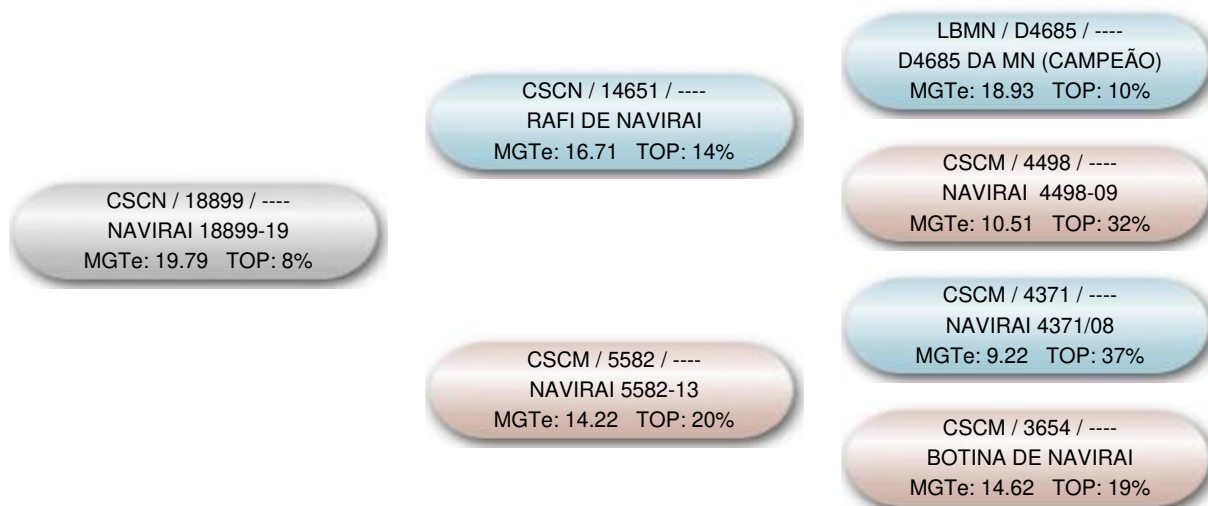 CSCN / 18899 / ----
NAVIRAI 18899-19
MGTe: 19.79 TOP: 8%
CSCN / 14651 / ----
RAFI DE NAVIRAI
MGTe: 16.71 TOP: 14%
CSCM / 5582 / ----
NAVIRAI 5582-13
MGTe: 14.22 TOP: 20%
LBMN / D4685 / ----
D4685 DA MN (CAMPEÃO)
MGTe: 18.93 TOP: 10%
CSCM / 4498 / ----
NAVIRAI 4498-09
MGTe: 10.51 TOP: 32%
CSCM / 4371 / ----
NAVIRAI 4371/08
MGTe: 9.22 TOP: 37%
CSCM / 3654 / ----
BOTINA DE NAVIRAI
MGTe: 14.62 TOP: 19%